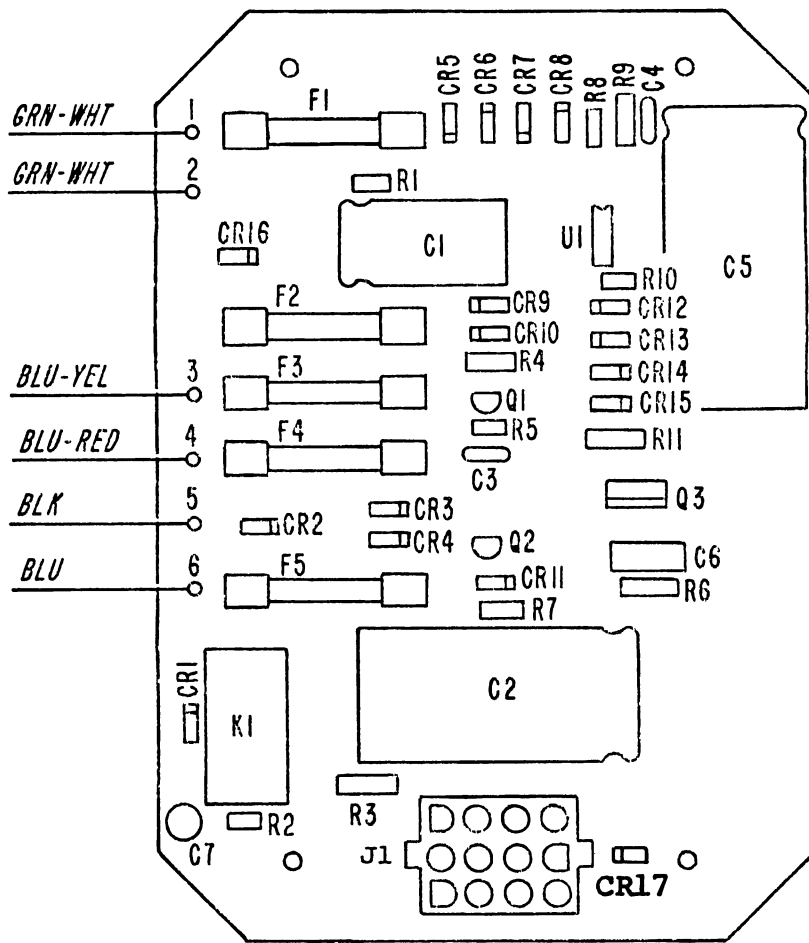 CR5
CR6
CR7
CR8
R8
R9
C4
GRN-WHT
1
F1
GRN-WHT
2
R1
CR16
C1
U1
C5
R10
F2
CR9
CR12
CR10
CR13
BLU-YEL
3
F3
R4
CR14
Q1
CR15
BLU-RED
4
F4
R5
R11
C3
BLK
5
CR2
CR3
Q3
CR4
Q2
BLU
6
F5
CR11
C6
R7
R6
CR1
K1
C2
R3
R2
C7
J1
CR17